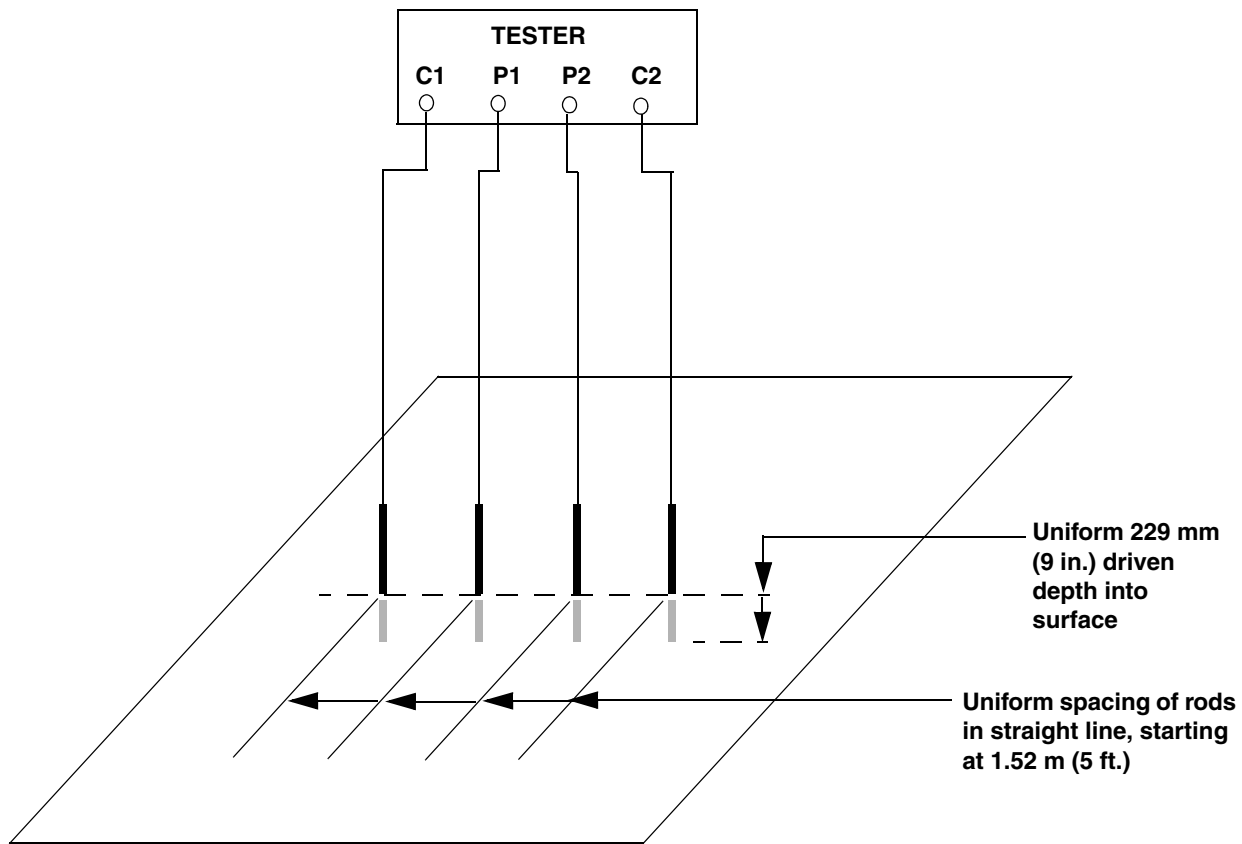 TESTER
C1 P1 P2 C2
Uniform 229 mm
(9 in.) driven
depth into
surface
Uniform spacing of rods
in straight line, starting
at 1.52 m (5 ft.)